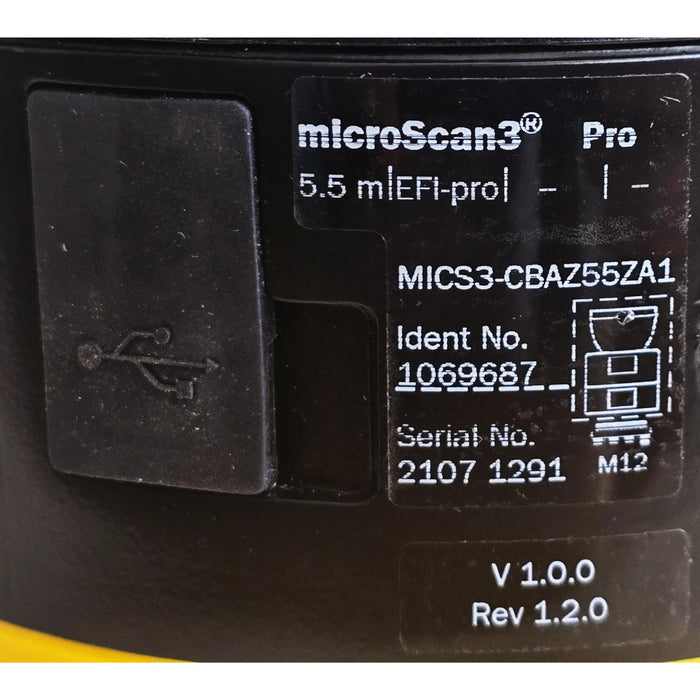 microScan3® Pro
5.5 m|EFI-pro| – | –
MICS3-CBAZ55ZA1
Ident No.
1069687
Serial No.
2107 1291
M12
V 1.0.0
Rev 1.2.0